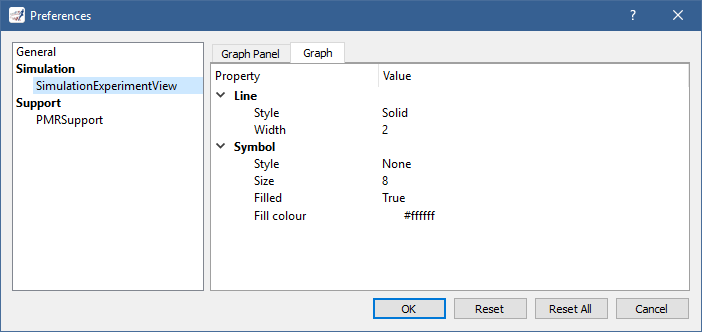 Preferences
?
General
Simulation
SimulationExperimentView
Support
PMRSupport
Graph Panel Graph
Property Value
Line
Style Solid
Width 2
Symbol
Style None
Size 8
Filled True
Fill colour #ffffff
OK Reset Reset All Cancel